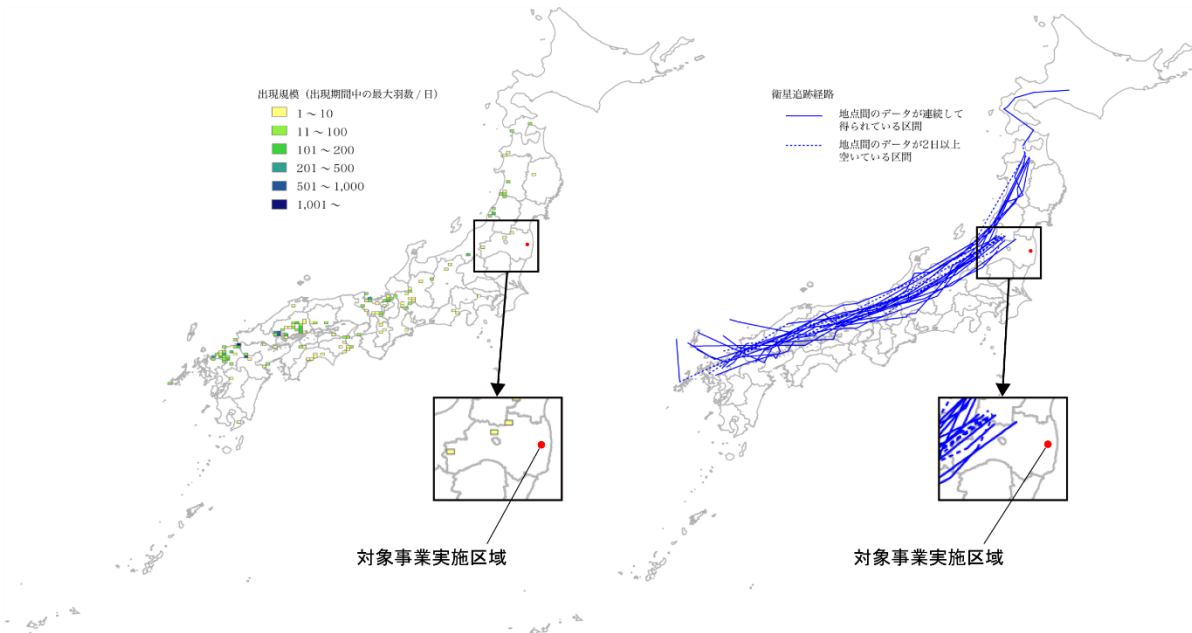 出現規模（出現期間中の最大羽数 / 日）
1 ～ 10
11 ～ 100
101 ～ 200
201 ～ 500
501 ～ 1,000
1,001 ～
対象事業実施区域
衛星追跡経路
地点間のデータが連続して
得られている区間
地点間のデータが2日以上
空いている区間
対象事業実施区域